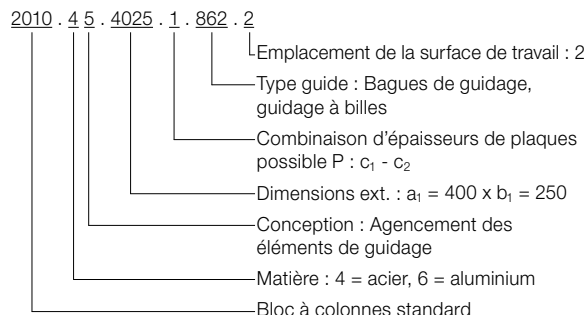 2010 . 4 5 . 4025 . 1 . 862 . 2
Emplacement de la surface de travail : 2
Type guide : Bagues de guidage,
guidage à billes
Combinaison d’épaisseurs de plaques
possible P : c₁ - c₂
Dimensions ext. : a₁ = 400 x b₁ = 250
Conception : Agencement des
éléments de guidage
Matière : 4 = acier, 6 = aluminium
Bloc à colonnes standard